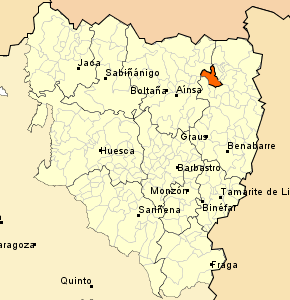 Jaca
Sabiñánigo
Boltaña
Aínsa
Graus
Benabarre
Huesca
Barbastro
Monzón
Tamarite de Li
Binéfar
Sariñena
aragoza
Fraga
Quinto